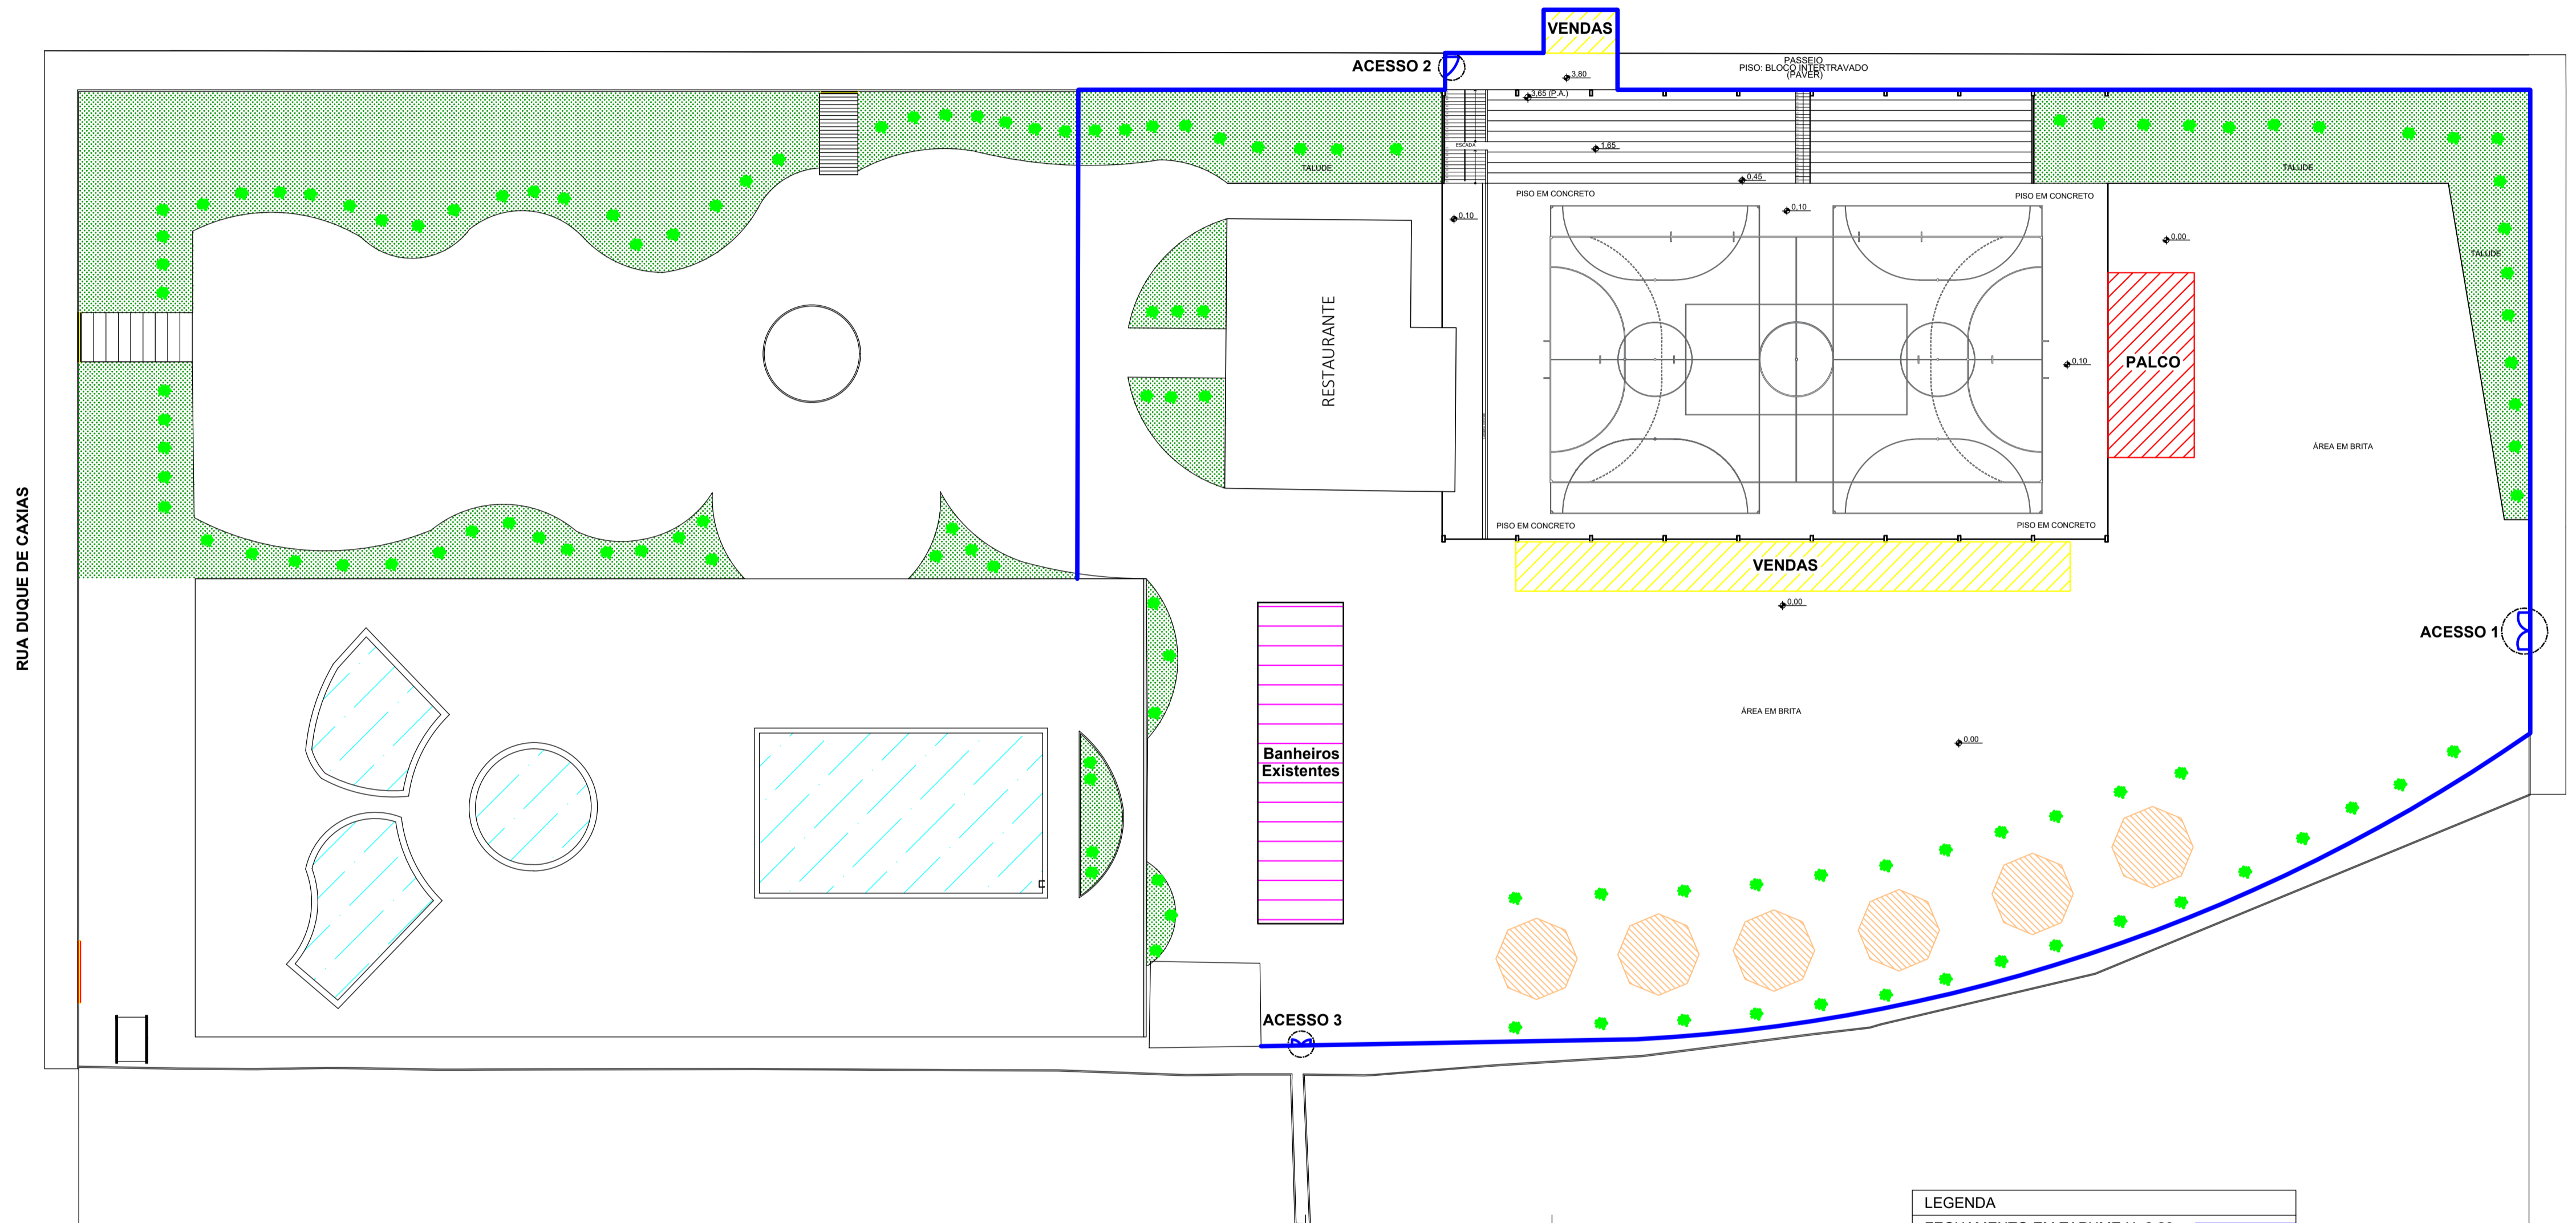 VENDAS
ACESSO 2
3,80
PASSEIO
PISO: BLOCO INTERTRAVADO
(PAVER)
3,65 (P.A.)
ESCADA
1,65
TALUDE
TALUDE
0,45
PISO EM CONCRETO
PISO EM CONCRETO
0,10
0,10
0,00
TALUDE
RESTAURANTE
PALCO
0,10
ÁREA EM BRITA
RUA DUQUE DE CAXIAS
PISO EM CONCRETO
PISO EM CONCRETO
VENDAS
0,00
ACESSO 1
ÁREA EM BRITA
0,00
Banheiros
Existentes
ACESSO 3
LEGENDA